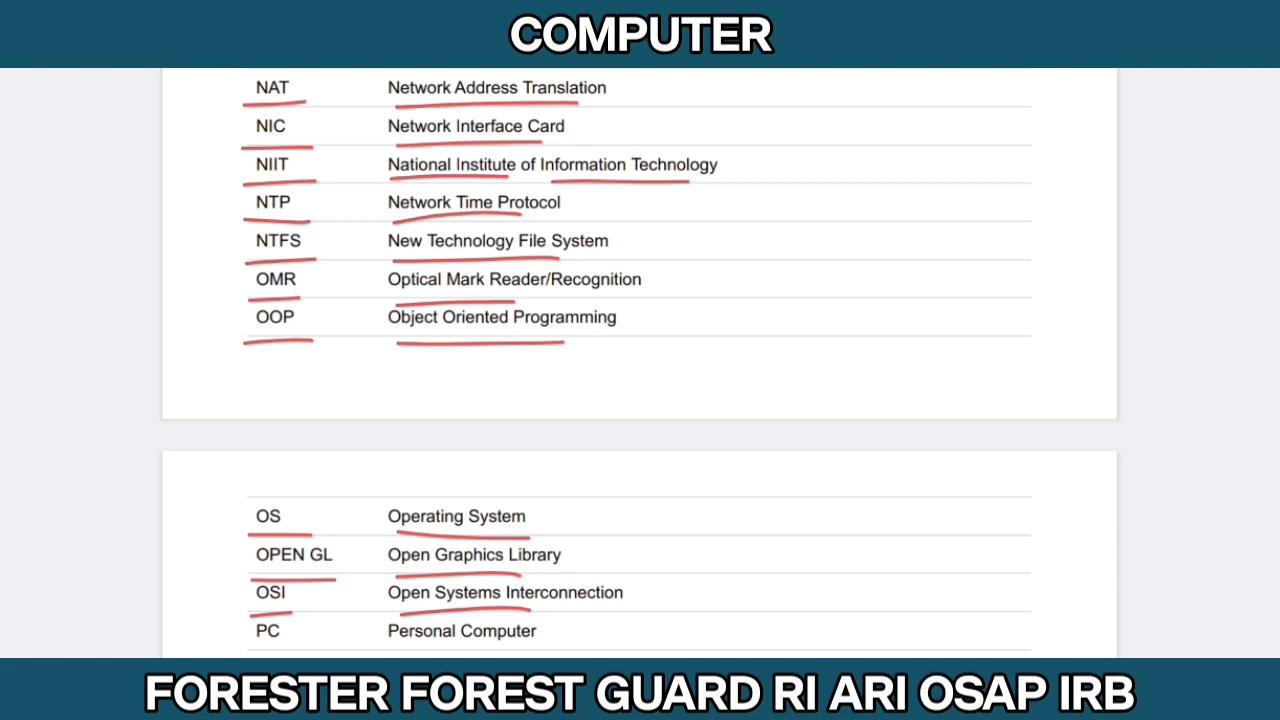 COMPUTER
NAT Network Address Translation
NIC Network Interface Card
NIIT National Institute of Information Technology
NTP Network Time Protocol
NTFS New Technology File System
OMR Optical Mark Reader/Recognition
OOP Object Oriented Programming
OS Operating System
OPEN GL Open Graphics Library
OSI Open Systems Interconnection
PC Personal Computer
FORESTER FOREST GUARD RI ARI OSAP IRB